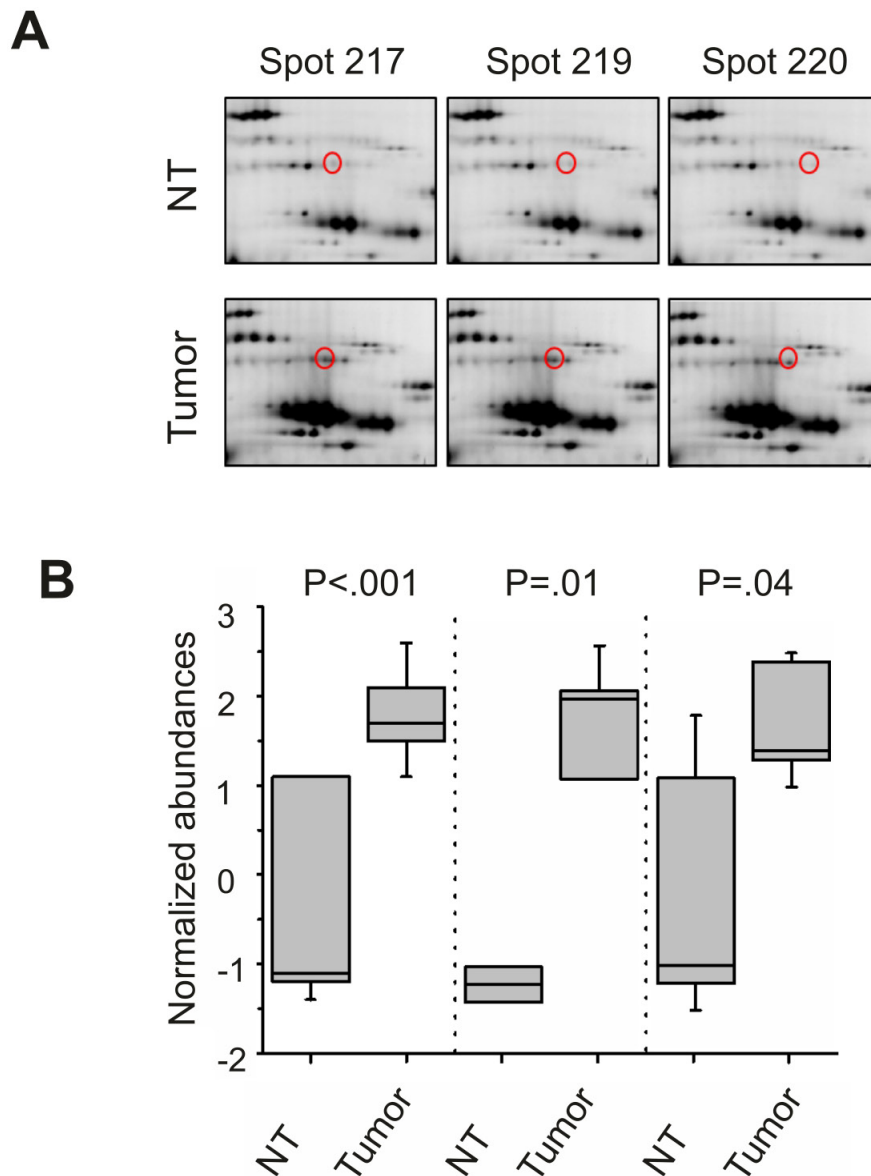 A
Spot 217 Spot 219 Spot 220
NT
Tumor
B
P<.001 P=.01 P=.04
Normalized abundances
3
2
1
0
-1
-2
NT Tumor NT Tumor NT Tumor